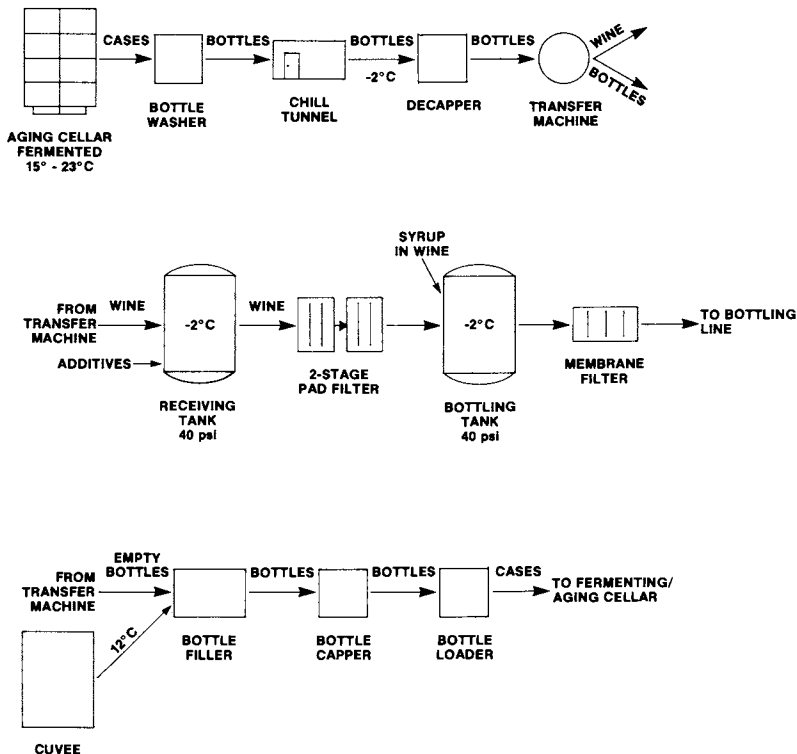 CASES
BOTTLES
BOTTLES
-2°C
BOTTLES
WINE
BOTTLES
AGING CELLAR
FERMENTED
15° - 23°C
BOTTLE
WASHER
CHILL
TUNNEL
DECAPPER
TRANSFER
MACHINE
SYRUP
IN WINE
FROM
TRANSFER
MACHINE
WINE
ADDITIVES
-2°C
WINE
-2°C
TO BOTTLING
LINE
RECEIVING
TANK
40 psi
2-STAGE
PAD FILTER
BOTTLING
TANK
40 psi
MEMBRANE
FILTER
FROM
TRANSFER
MACHINE
EMPTY
BOTTLES
BOTTLES
BOTTLES
CASES
TO FERMENTING/
AGING CELLAR
12°C
BOTTLE
FILLER
BOTTLE
CAPPER
BOTTLE
LOADER
CUVEE